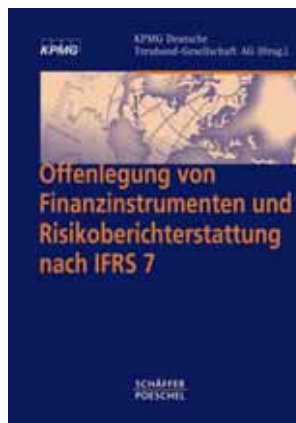 KPMG
KPMG Deutsche
Treuhand-Gesellschaft AG (Hrsg.)
Offenlegung von
Finanzinstrumenten und
Risikoberichterstattung
nach IFRS 7
SCHÄFFER
POESCHEL